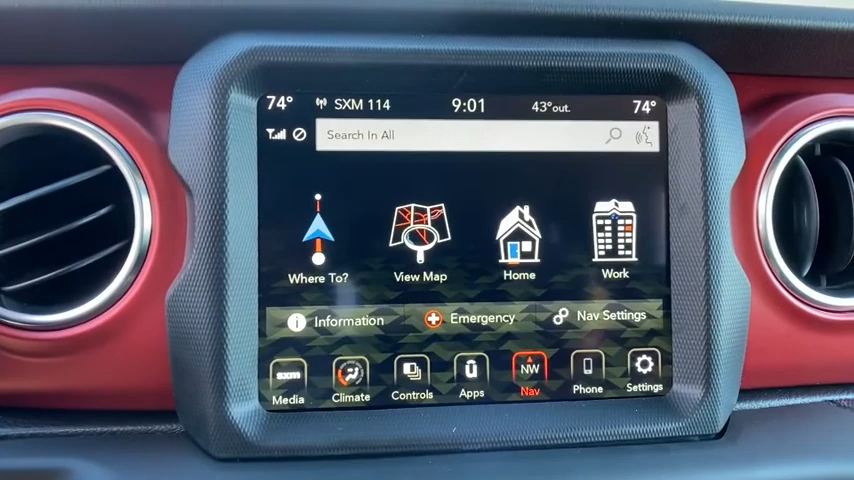 74° SXM 114 9:01 43°out. 74°
Search In All
Where To? View Map Home Work
Information Emergency Nav Settings
sxm NW
Media Climate Controls Apps Nav Phone Settings